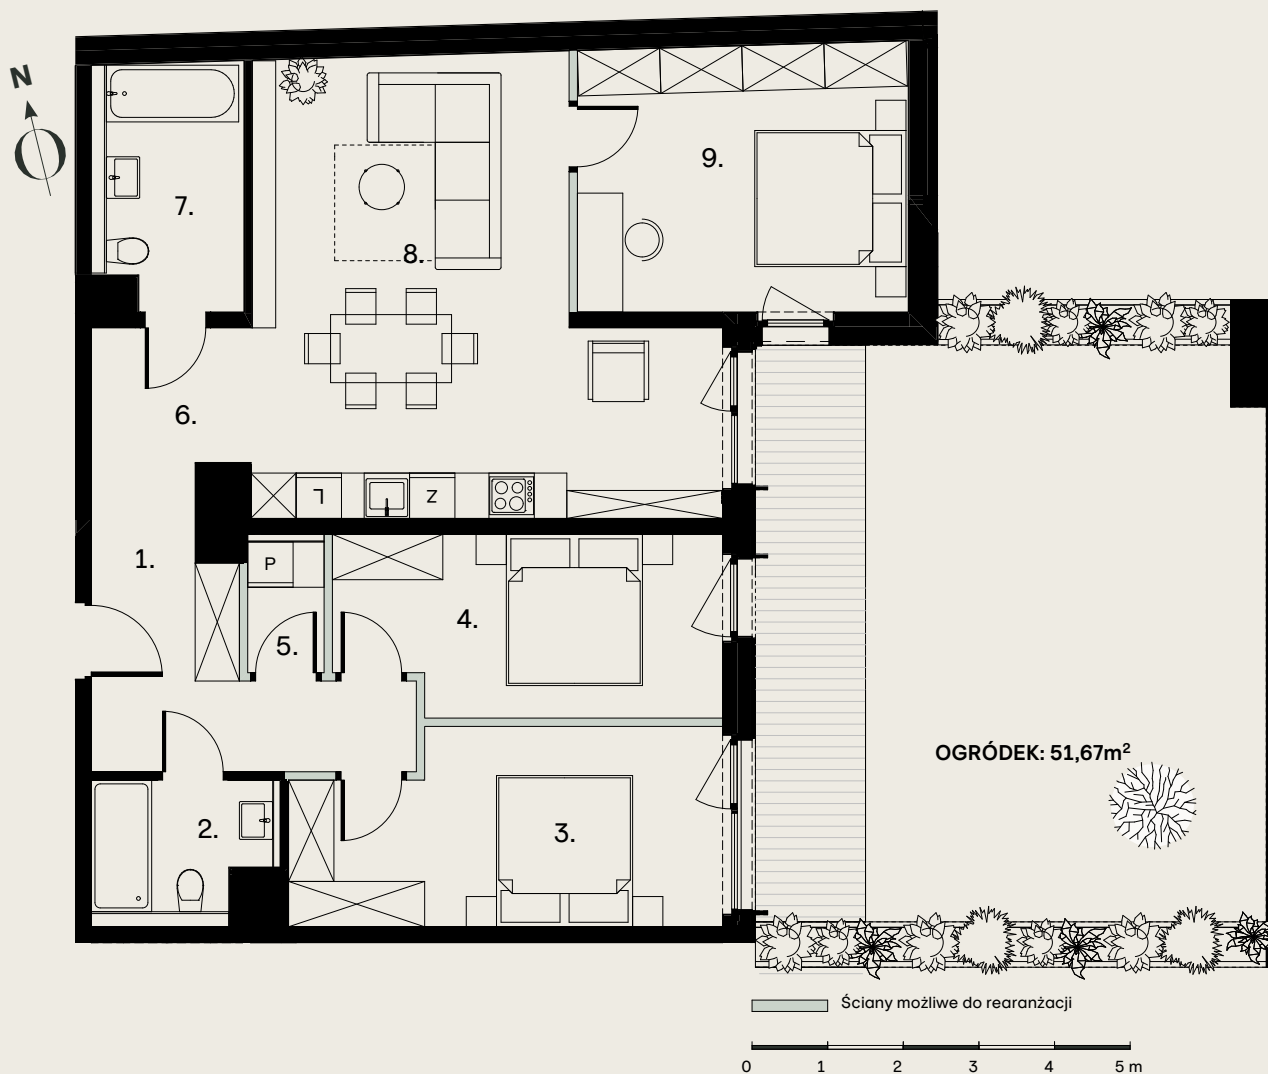 N
9.
7.
8.
6.
L
Z
1.
P
4.
5.
OGRÓDEK: 51,67m²
2.
3.
Ściany możliwe do rearanżacji
0 1 2 3 4 5 m